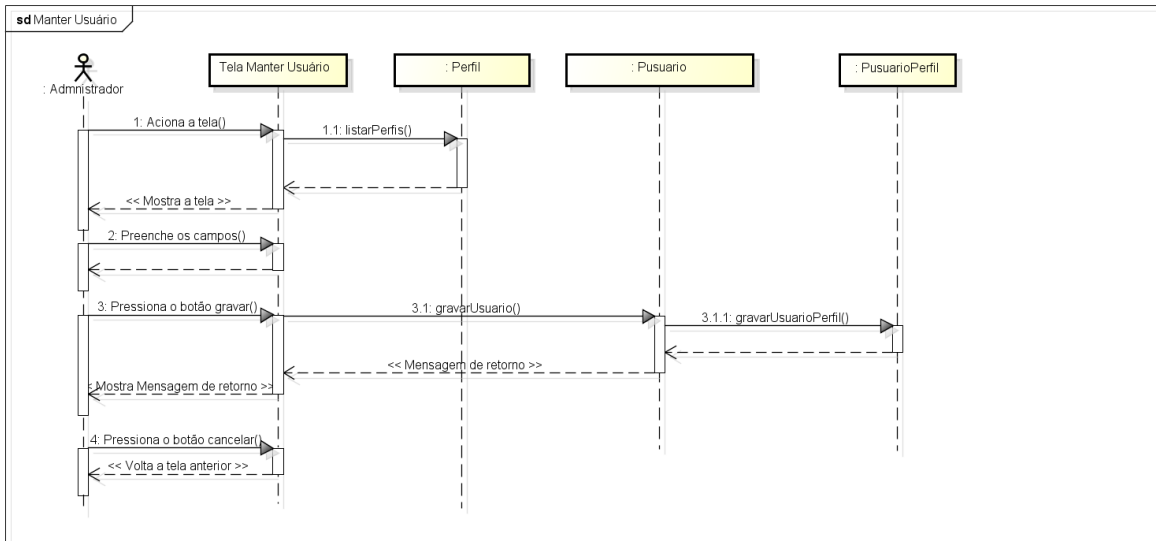 sd Manter Usuário
: Admnistrador
Tela Manter Usuário
: Perfil
: Pusuario
: PusuarioPerfil
1: Aciona a tela()
1.1: listarPerfis()
<< Mostra a tela >>
2: Preenche os campos()
3: Pressiona o botão gravar()
3.1: gravarUsuario()
3.1.1: gravarUsuarioPerfil()
<< Mensagem de retorno >>
<Mostra Mensagem de retorno >>
4: Pressiona o botão cancelar()
<< Volta a tela anterior >>